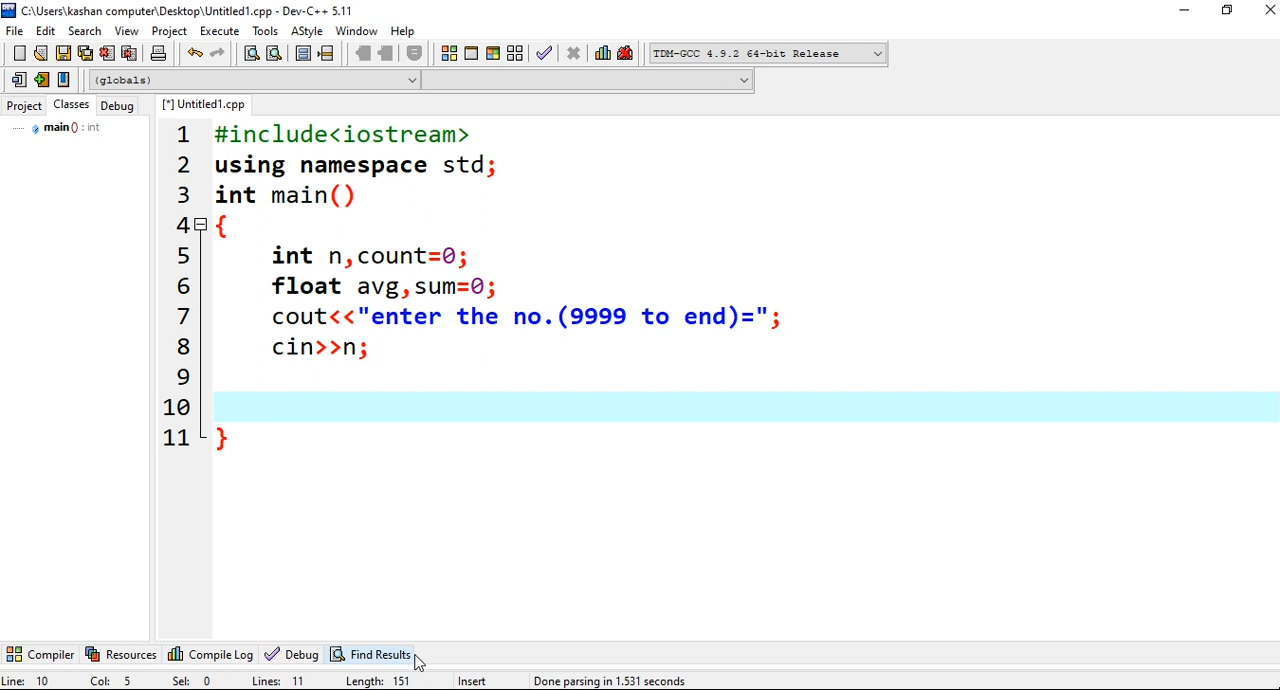 C:\Users\kashan computer\Desktop\Untitled1.cpp - Dev-C++ 5.11
File Edit Search View Project Execute Tools AStyle Window Help
TDM-GCC 4.9.2 64-bit Release
(globals)
Project Classes Debug [*] Untitled1.cpp
main () : int
1 #include<iostream>
2 using namespace std;
3 int main()
4 {
5 int n,count=0;
6 float avg,sum=0;
7 cout<<"enter the no.(9999 to end)=";
8 cin>>n;
9
10
11 }
Compiler Resources Compile Log Debug Find Results
Line: 10 Col: 5 Sel: 0 Lines: 11 Length: 151 Insert Done parsing in 1.531 seconds